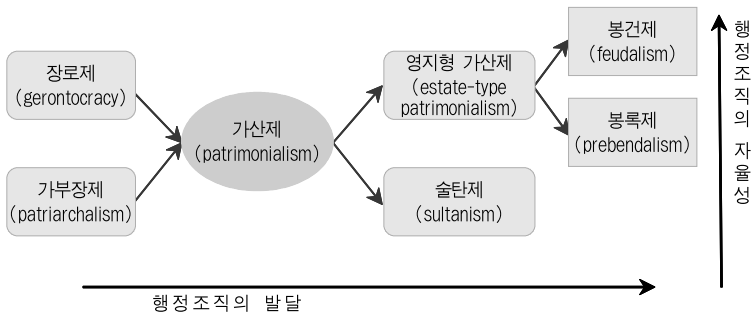 장로제
(gerontocracy)
가부장제
(patriarchalism)
가산제
(patrimonialism)
영지형 가산제
(estate-type
patrimonialism)
술탄제
(sultanism)
봉건제
(feudalism)
봉록제
(prebendalism)
행정조직의 자율성
행정조직의 발달